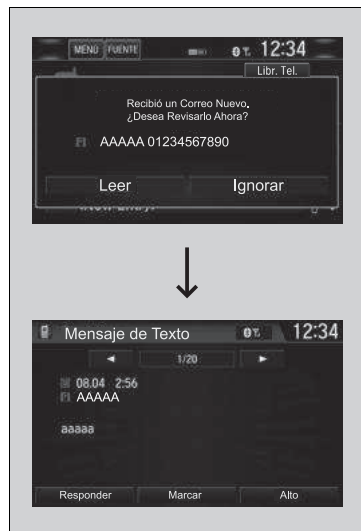 MENÚ FUENTE 12:34
Libr. Tel.
Recibió un Correo Nuevo.
¿Desea Revisarlo Ahora?
AAAAA 01234567890
Leer Ignorar
Mensaje de Texto 12:34
1/20
08.04 2:56
AAAAA
aaaaa
Responder Marcar Alto